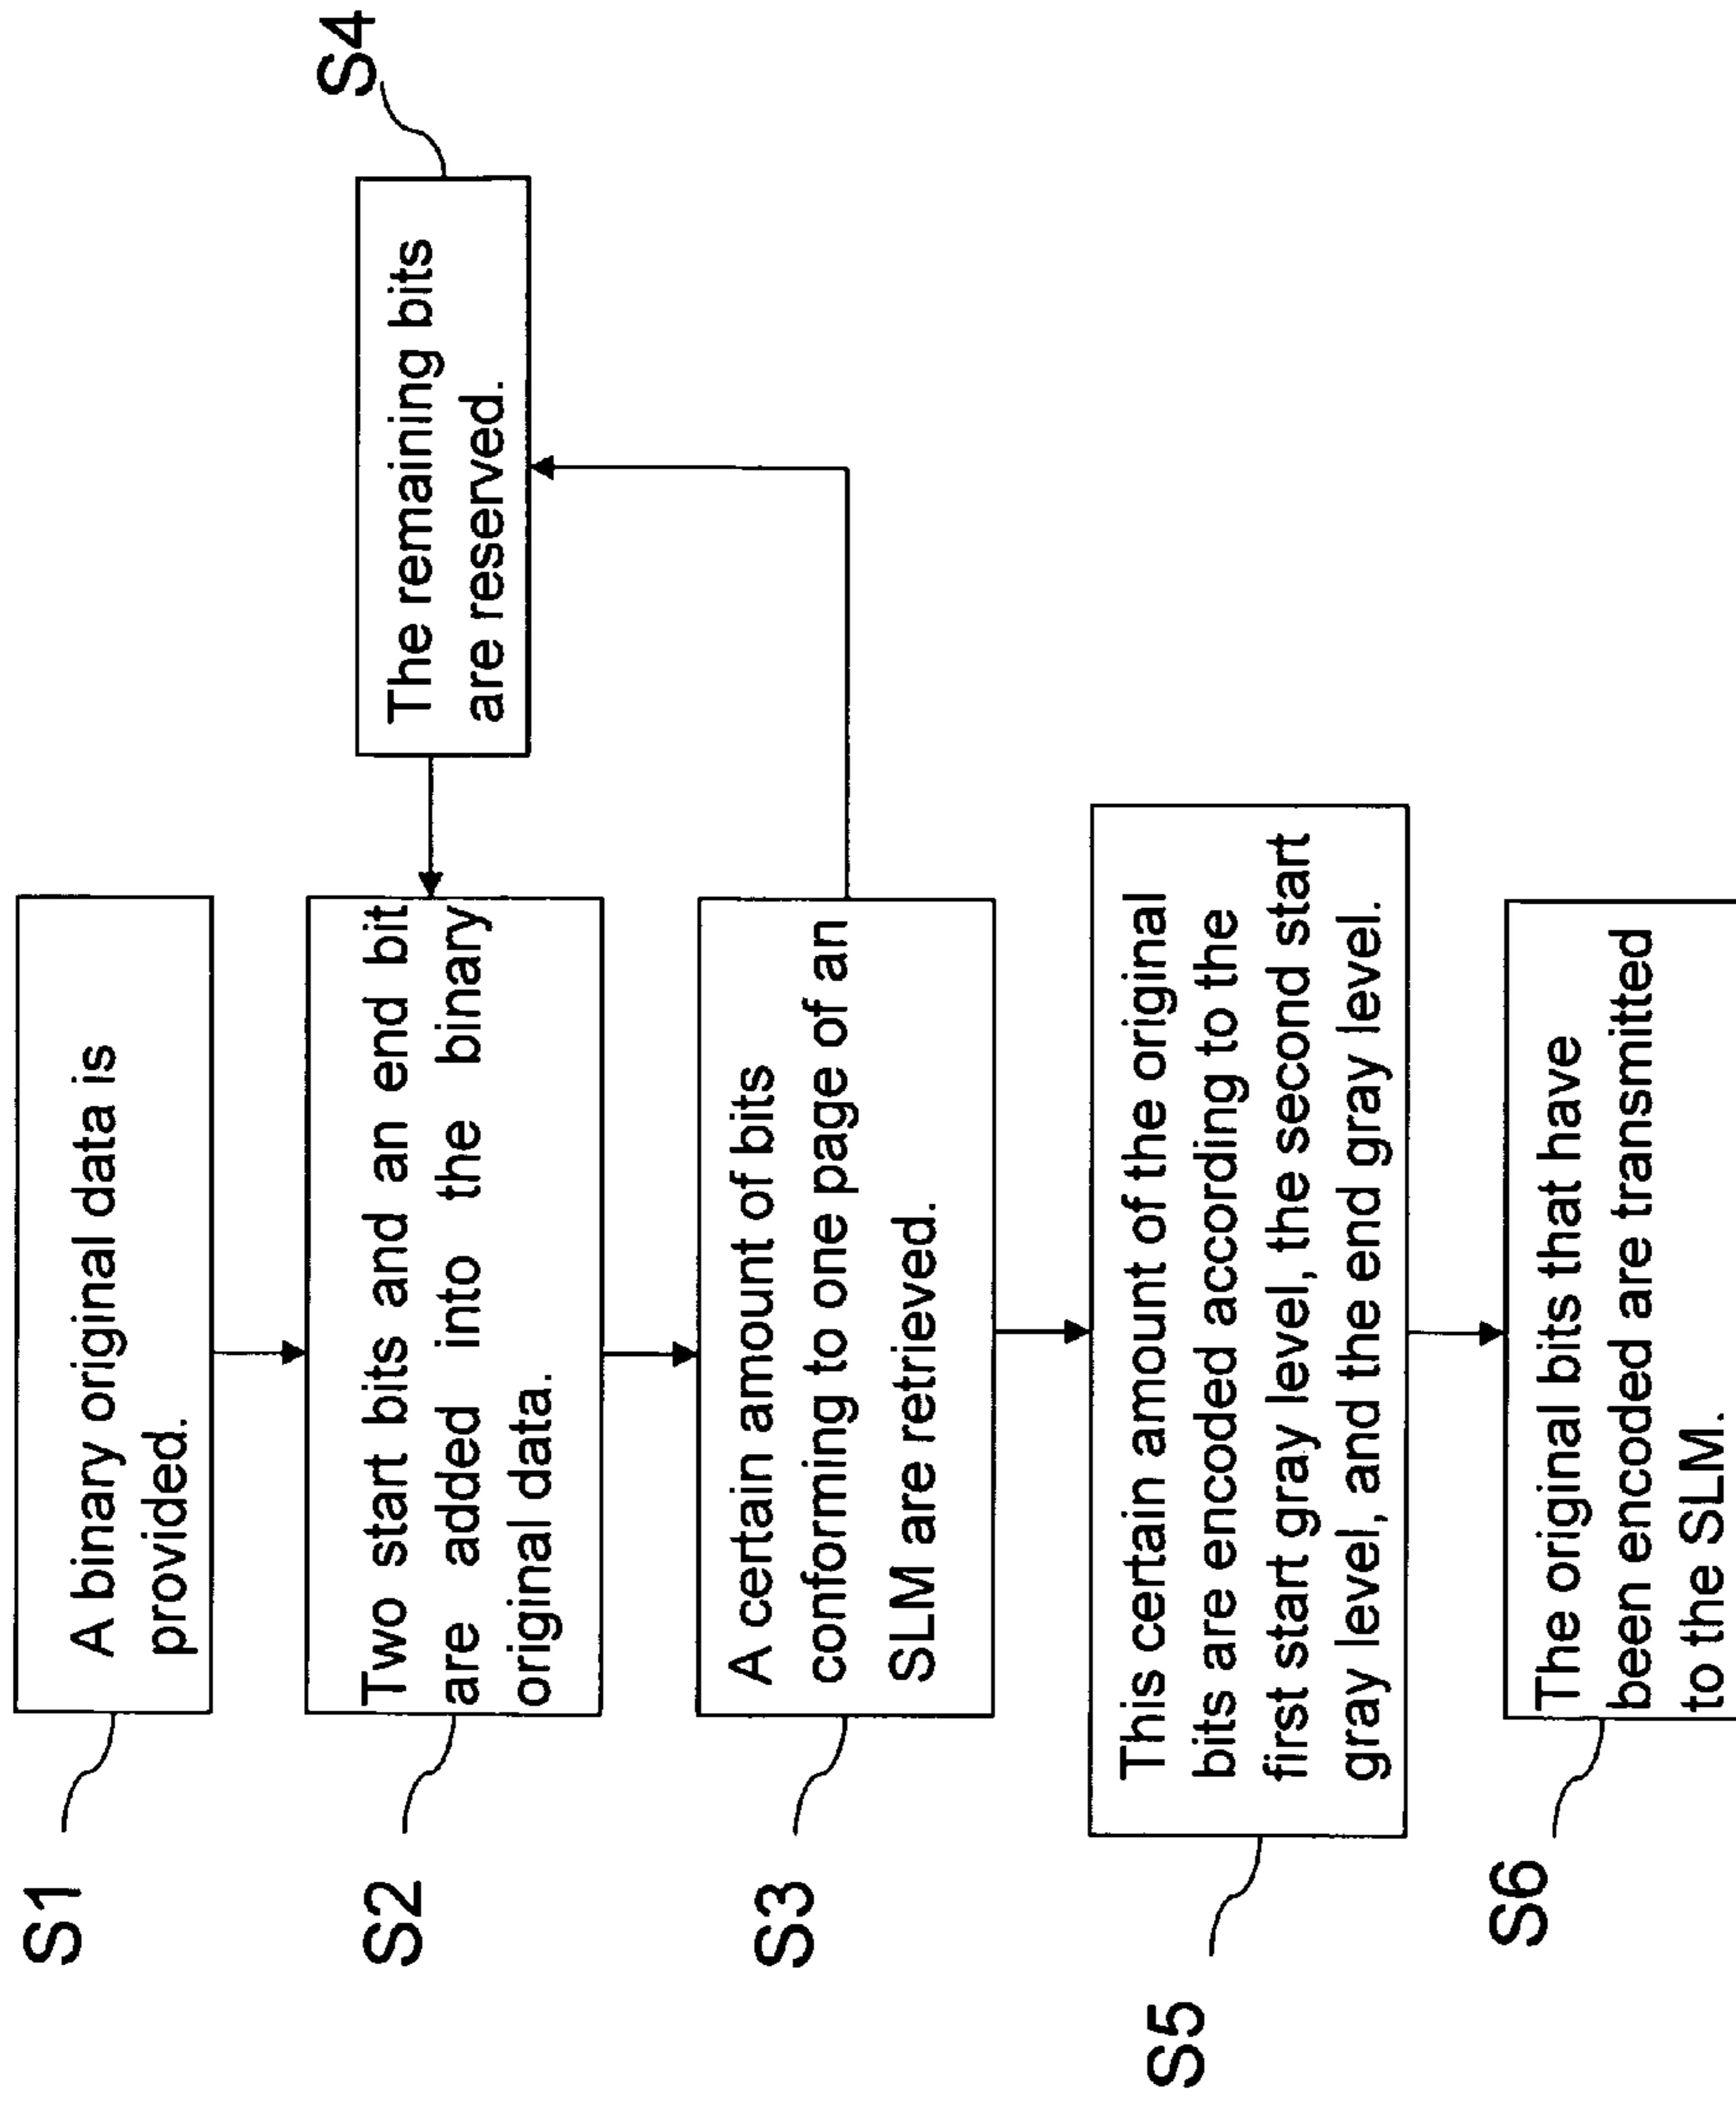 S1
A binary original data is
provided.
S2
Two start bits and an end bit
are added into the binary
original data.
S4
The remaining bits
are reserved.
S3
A certain amount of bits
conforming to one page of an
SLM are retrieved.
S5
This certain amount of the original
bits are encoded according to the
first start gray level, the second start
gray level, and the end gray level.
S6
The original bits that have
been encoded are transmitted
to the SLM.